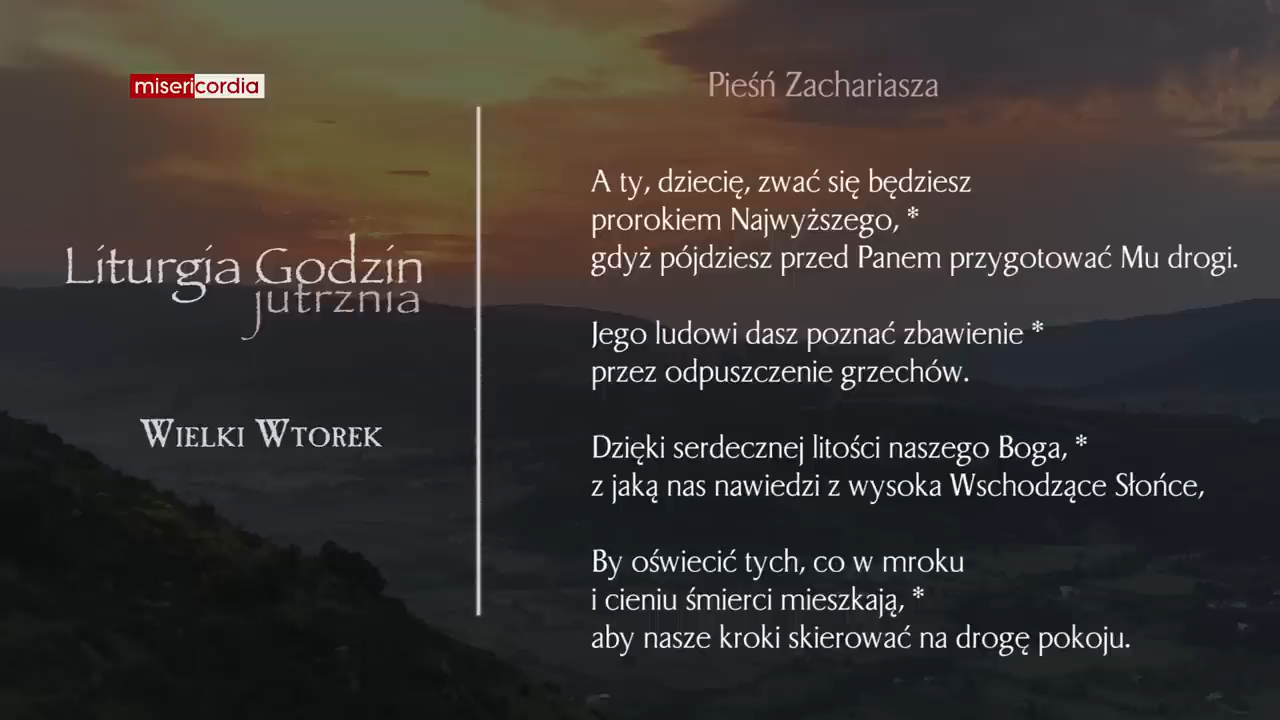 misericordia
Liturgia Godzin
jutrznia
Wielki Wtorek
Pieśń Zachariasza
A ty, dziecię, zwać się będziesz
prorokiem Najwyższego, *
gdyż pójdziesz przed Panem przygotować Mu drogi.
Jego ludowi dasz poznać zbawienie *
przez odpuszczenie grzechów.
Dzięki serdecznej litości naszego Boga, *
z jaką nas nawiedzi z wysoka Wschodzące Słońce,
By oświecić tych, co w mroku
i cieniu śmierci mieszkają, *
aby nasze kroki skierować na drogę pokoju.